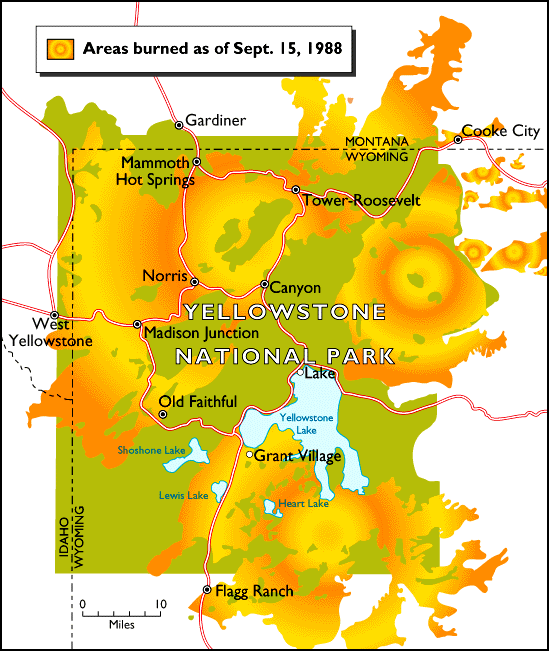 Areas burned as of Sept. 15, 1988
Gardiner
Cooke City
MONTANA
WYOMING
Mammoth
Hot Springs
Tower-Roosevelt
Norris
Canyon
YELLOWSTONE
West
Yellowstone
Madison Junction
NATIONAL PARK
Lake
Old Faithful
Yellowstone
Lake
Shoshone Lake
Grant Village
Lewis Lake
Heart Lake
IDAHO
WYOMING
Flagg Ranch
0 10
Miles